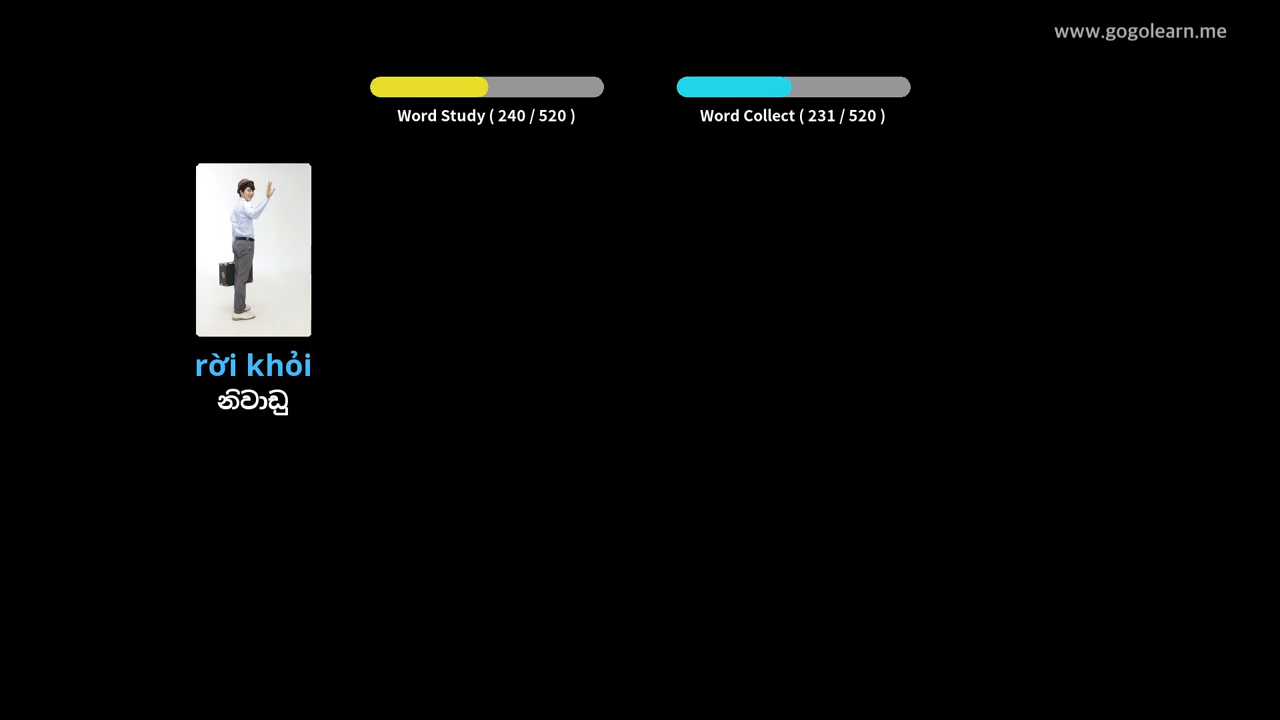 www.gogolearn.me
Word Study ( 240 / 520 )
Word Collect ( 231 / 520 )
rời khỏi
නිවාඩු